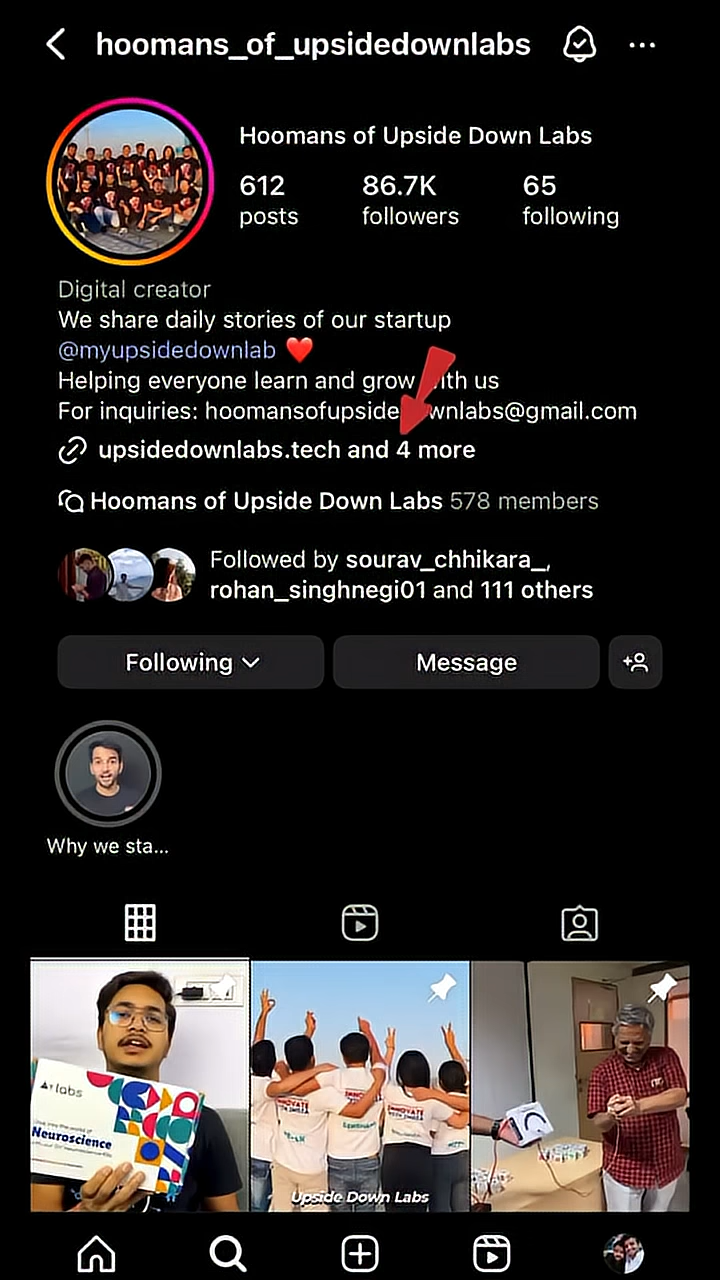 hoomans_of_upsidedownlabs
Hoomans of Upside Down Labs
612 86.7K 65
posts followers following
Digital creator
We share daily stories of our startup
@myupsidedownlab ❤️
Helping everyone learn and grow with us
For inquiries: hoomansofupsidedownlabs@gmail.com
upsidedownlabs.tech and 4 more
Hoomans of Upside Down Labs 578 members
Followed by sourav_chhikara_,
rohan_singhnegi01 and 111 others
Following Message
Why we sta...
labs
Neuroscience
INNOVATE
Upside Down Labs